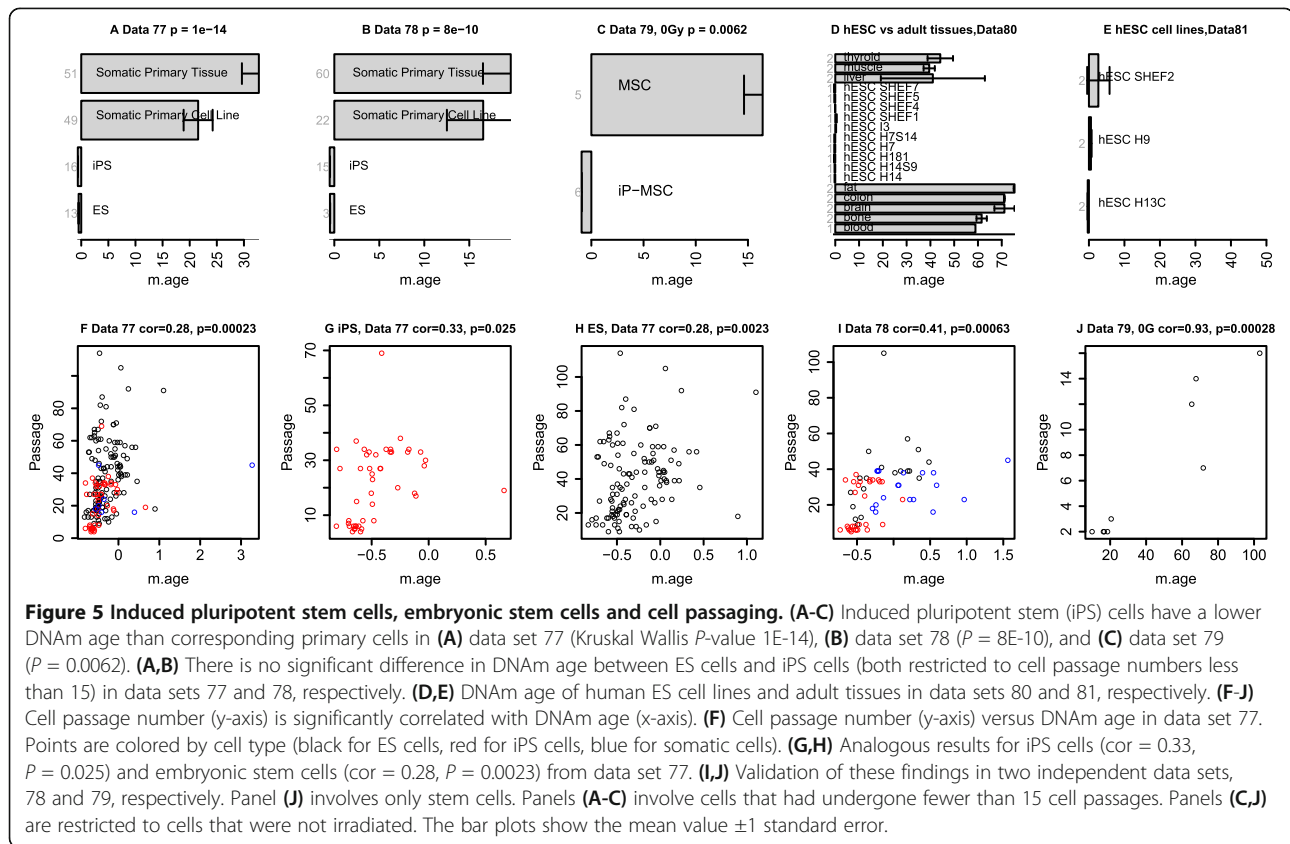 A Data 77 p = 1e-14
51 Somatic Primary Tissue
49 Somatic Primary Cell Line
16 iPS
13 ES
0 10 20 30
m.age
B Data 78 p = 8e-10
60 Somatic Primary Tissue
22 Somatic Primary Cell Line
15 iPS
3 ES
0 5 10 15
m.age
C Data 79, 0Gy p = 0.0062
5 MSC
6 iP-MSC
0 5 10 15
m.age
D hESC vs adult tissues,Data80
2 thyroid
2 muscle
2 liver
1 hESC SHEF7
1 hESC SHEF5
1 hESC SHEF4
1 hESC SHEF1
1 hESC I3
1 hESC H7S14
1 hESC H7
1 hESC H181
1 hESC H14S9
1 hESC H14
2 fat
2 colon
2 brain
2 bone
1 blood
0 10 20 30 40 50 60 70
m.age
E hESC cell lines,Data81
2 hESC SHEF2
2 hESC H9
2 hESC H13C
0 10 20 30 40 50
m.age
F Data 77 cor=0.28, p=0.00023
Passage
0 20 40 60 80
0 1 2 3
m.age
G iPS, Data 77 cor=0.33, p=0.025
Passage
10 30 50 70
−0.5 0.0 0.5
m.age
H ES, Data 77 cor=0.28, p=0.0023
Passage
20 40 60 80 100
−0.5 0.0 0.5 1.0
m.age
I Data 78 cor=0.41, p=0.00063
Passage
20 40 60 80 100
−0.5 0.0 0.5 1.0 1.5
m.age
J Data 79, 0G cor=0.93, p=0.00028
Passage
2 4 6 8 10 14
20 40 60 80 100
m.age
Figure 5 Induced pluripotent stem cells, embryonic stem cells and cell passaging. (A-C) Induced pluripotent stem (iPS) cells have a lower
DNAm age than corresponding primary cells in (A) data set 77 (Kruskal Wallis P-value 1E-14), (B) data set 78 (P = 8E-10), and (C) data set 79
(P = 0.0062). (A,B) There is no significant difference in DNAm age between ES cells and iPS cells (both restricted to cell passage numbers less
than 15) in data sets 77 and 78, respectively. (D,E) DNAm age of human ES cell lines and adult tissues in data sets 80 and 81, respectively. (F-J)
Cell passage number (y-axis) is significantly correlated with DNAm age (x-axis). (F) Cell passage number (y-axis) versus DNAm age in data set 77.
Points are colored by cell type (black for ES cells, red for iPS cells, blue for somatic cells). (G,H) Analogous results for iPS cells (cor = 0.33,
P = 0.025) and embryonic stem cells (cor = 0.28, P = 0.0023) from data set 77. (I,J) Validation of these findings in two independent data sets,
78 and 79, respectively. Panel (J) involves only stem cells. Panels (A-C) involve cells that had undergone fewer than 15 cell passages. Panels (C,J)
are restricted to cells that were not irradiated. The bar plots show the mean value ±1 standard error.